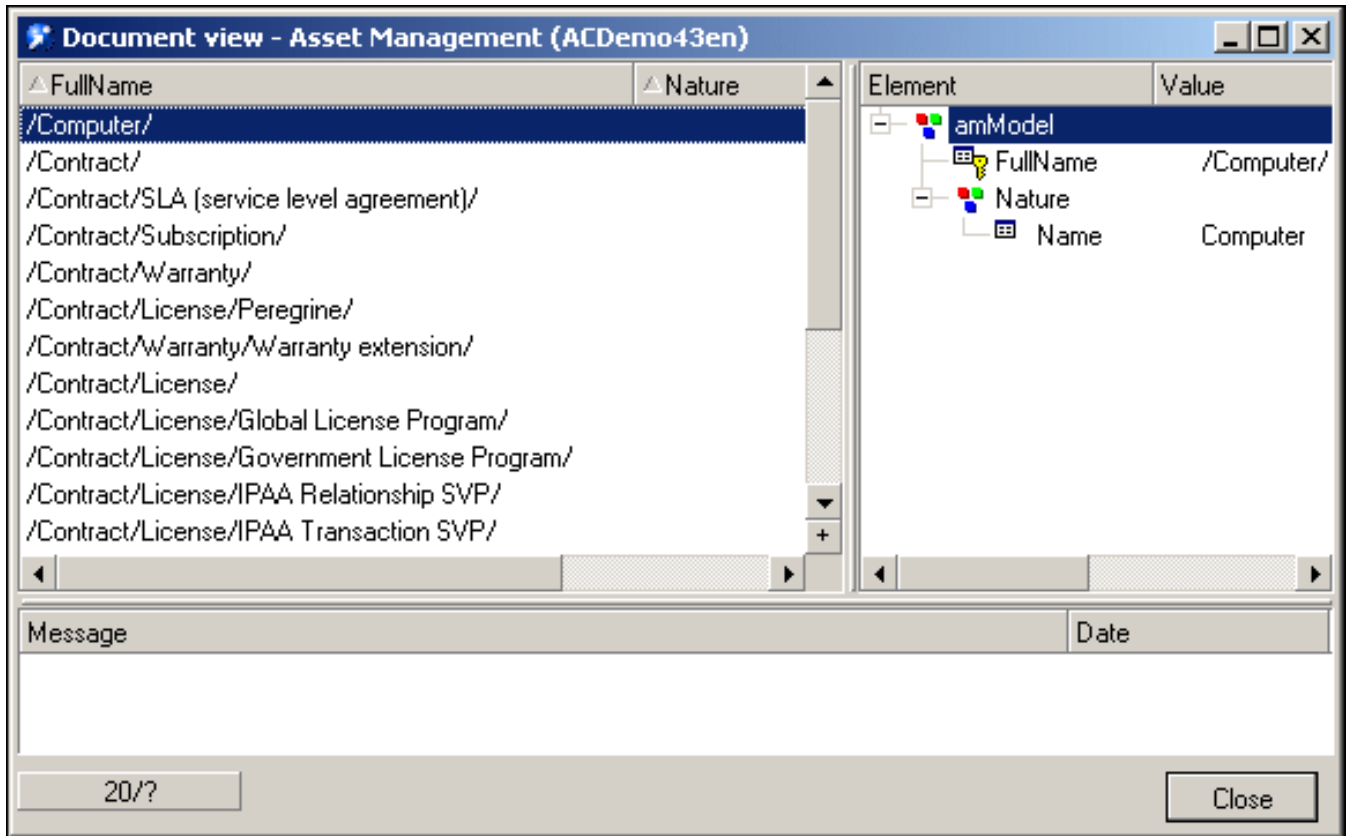 Document view - Asset Management (ACDemo43en)
FullName Nature
/Computer/
/Contract/
/Contract/SLA (service level agreement)/
/Contract/Subscription/
/Contract/Warranty/
/Contract/License/Peregrine/
/Contract/Warranty/Warranty extension/
/Contract/License/
/Contract/License/Global License Program/
/Contract/License/Government License Program/
/Contract/License/IPAA Relationship SVP/
/Contract/License/IPAA Transaction SVP/
Element Value
amModel
FullName /Computer/
Nature
Name Computer
Message Date
20/?
Close